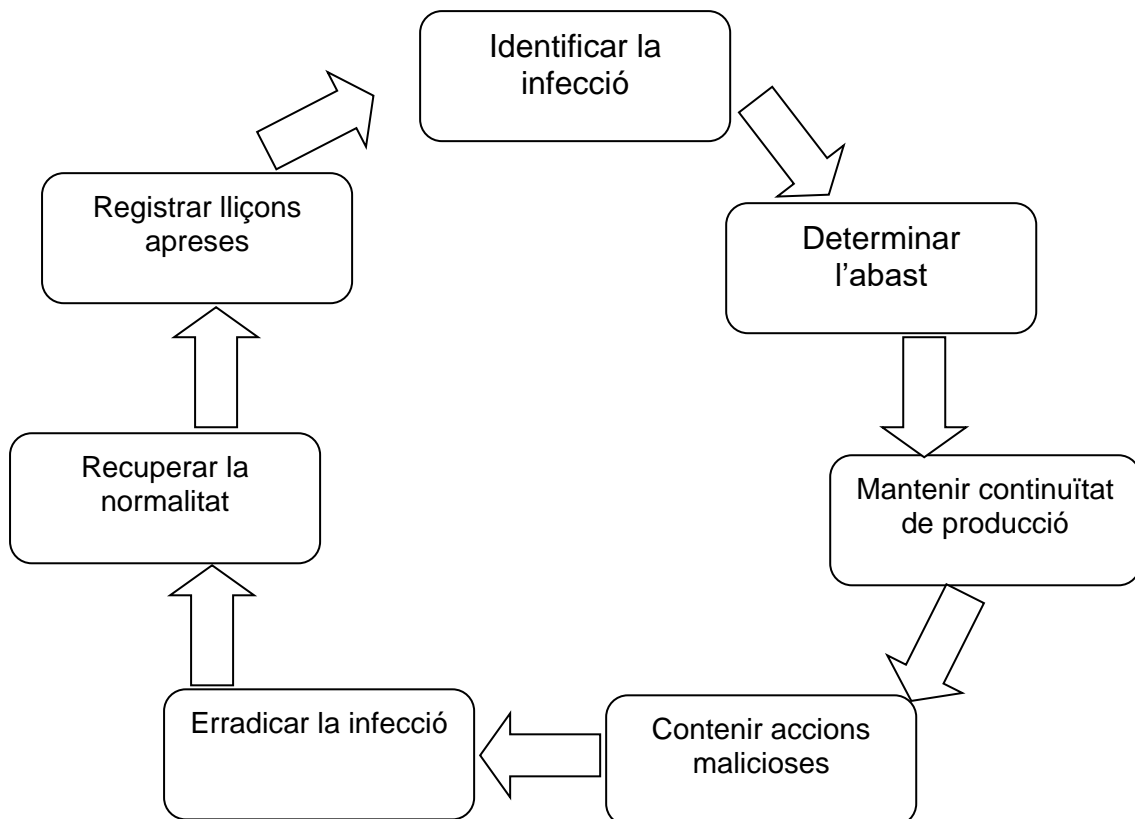 Identificar la
infecció
Determinar
l’abast
Mantenir continuïtat
de producció
Contenir accions
malicioses
Erradicar la infecció
Recuperar la
normalitat
Registrar lliçons
apreses